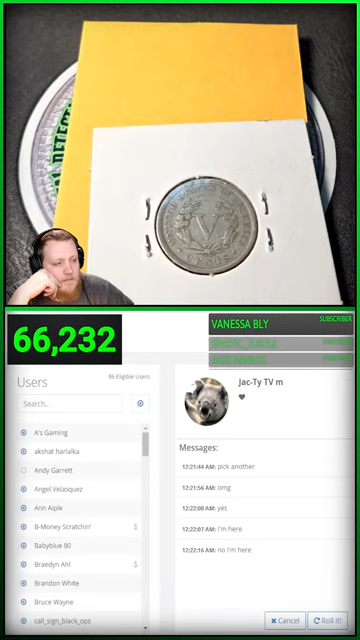 V
CENTS
66,232
VANESSA BLY
SUBSCRIBER
Users
86 Eligible Users
Search..
A's Gaming
akshat harlalka
Andy Garrett
Angel Velasquez
Ann Aiple
B-Money Scratchin'
$
Babyblue 80
Braedyn Ahl
$
Brandon White
Bruce Wayne
call_sign_black_ops
Jac-Ty TV m
Messages:
12:21:44 AM: pick another
12:21:56 AM: omg
12:22:00 AM: yes
12:22:07 AM: I'm here
12:22:16 AM: no I'm here
Cancel
Roll It!